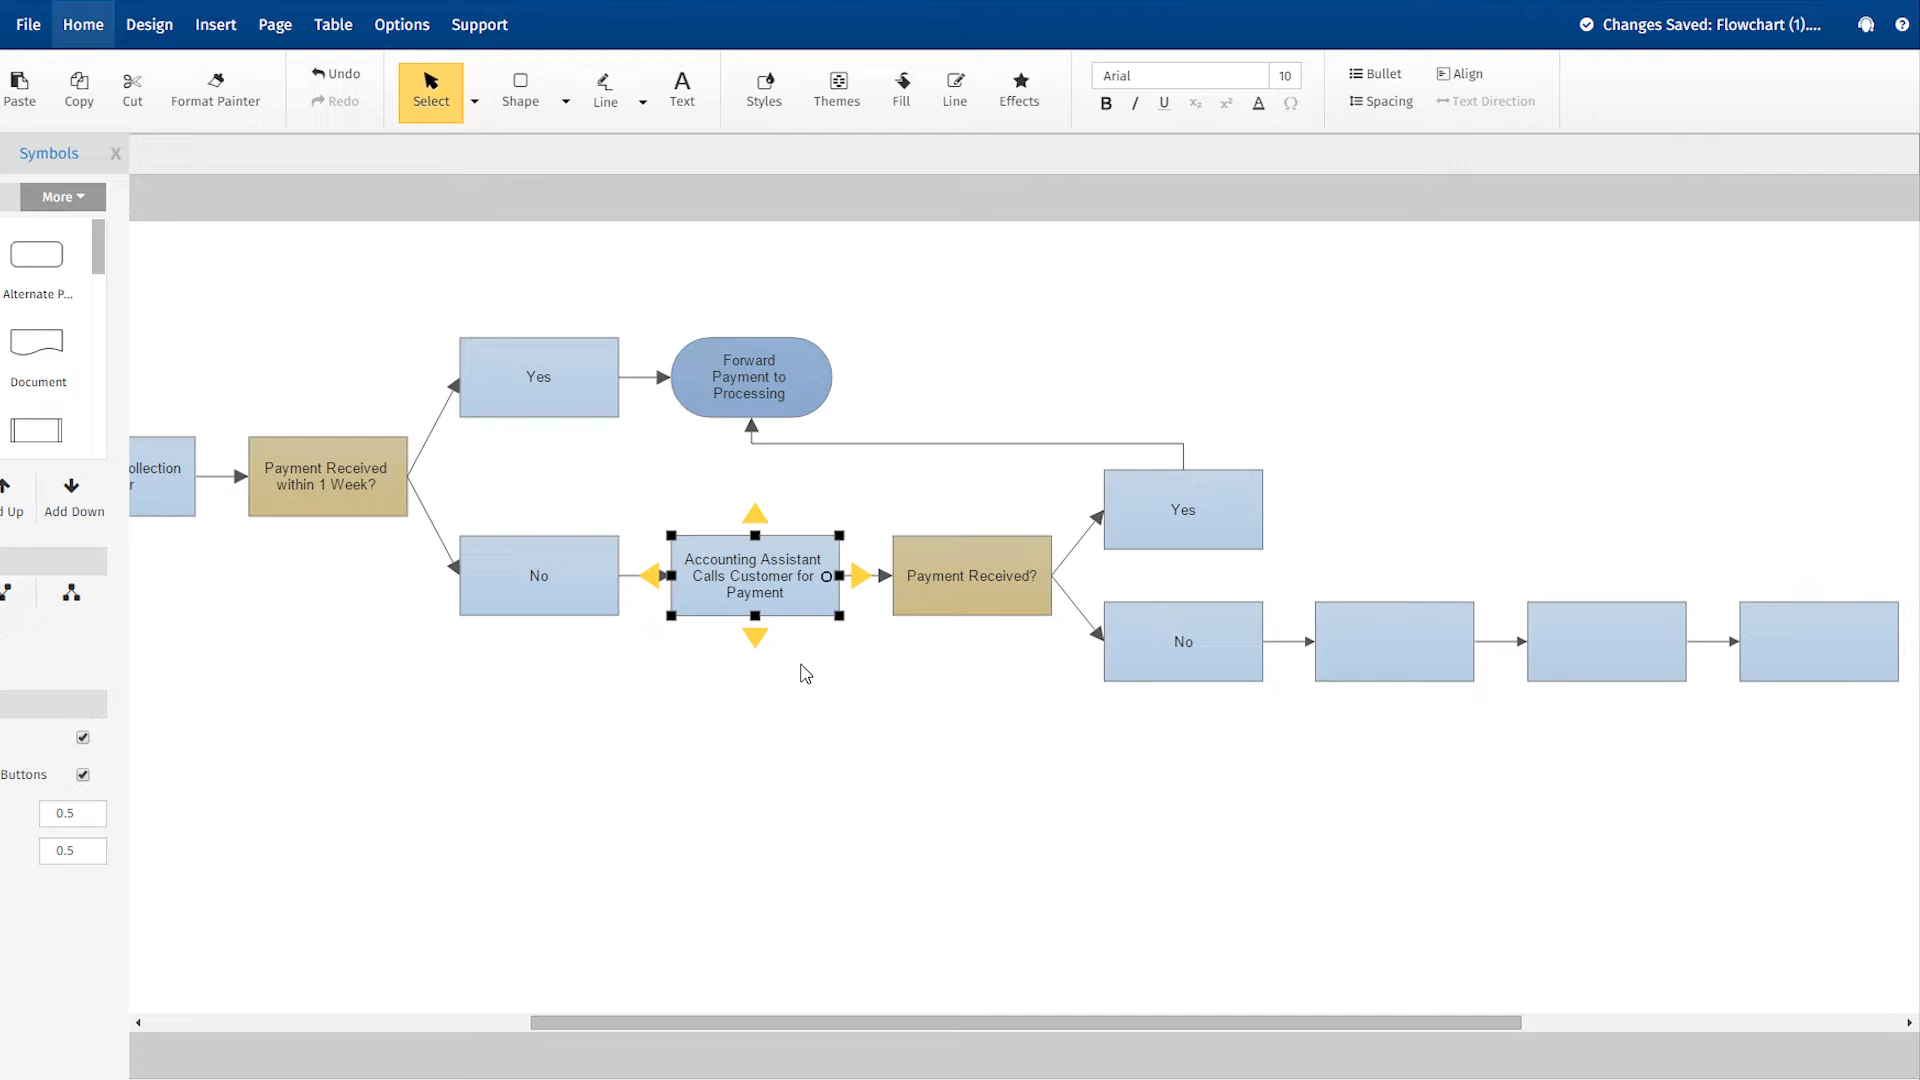 File Home Design Insert Page Table Options Support
Changes Saved: Flowchart (1)....
Paste Copy Cut Format Painter
Undo
Redo
Select Shape Line Text
Styles Themes Fill Line Effects
Arial 10
B I U x₂ x² A Ω
Bullet Align
Spacing Text Direction
Symbols X
More
Alternate P...
Document
d Up Add Down
Buttons
0.5
0.5
ollection
r
Payment Received
within 1 Week?
Yes
Forward
Payment to
Processing
No
Accounting Assistant
Calls Customer for
Payment
Payment Received?
Yes
No